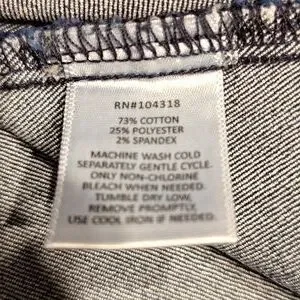 RN#104318
73% COTTON
25% POLYESTER
2% SPANDEX
MACHINE WASH COLD
SEPARATELY GENTLE CYCLE.
ONLY NON-CHLORINE
BLEACH WHEN NEEDED.
TUMBLE DRY LOW,
REMOVE PROMPTLY.
USE COOL IRON IF NEEDED.